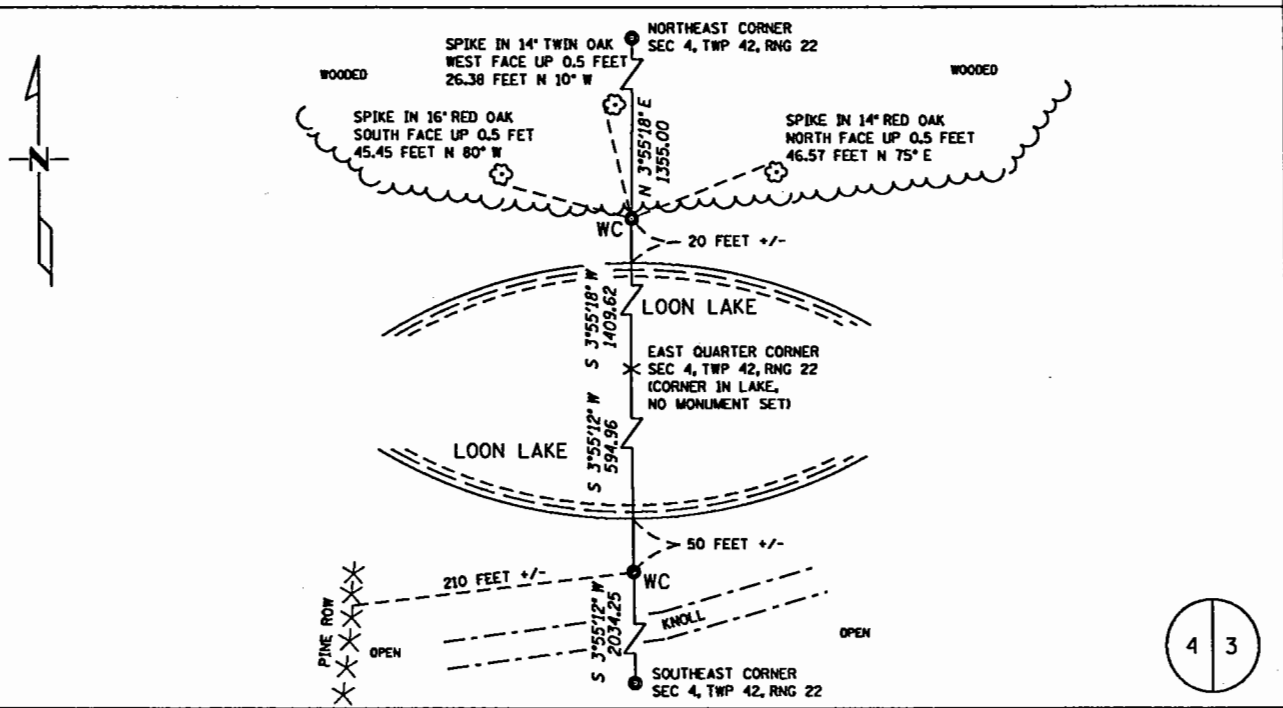 NORTHEAST CORNER
SEC 4, TWP 42, RNG 22
SPIKE IN 14" TWIN OAK
WEST FACE UP 0.5 FEET
26.38 FEET N 10° W
WOODED
WOODED
SPIKE IN 16" RED OAK
SOUTH FACE UP 0.5 FET
45.45 FEET N 80° W
SPIKE IN 14" RED OAK
NORTH FACE UP 0.5 FEET
46.57 FEET N 75° E
N 3°55'18" E
1355.00
N
WC
20 FEET +/-
S 3°55'18" W
1409.62
LOON LAKE
EAST QUARTER CORNER
SEC 4, TWP 42, RNG 22
(CORNER IN LAKE,
NO MONUMENT SET)
S 3°55'12" W
594.96
LOON LAKE
50 FEET +/-
210 FEET +/-
WC
PINE ROW
OPEN
S 3°55'12" W
2034.25
KNOLL
OPEN
4 3
SOUTHEAST CORNER
SEC 4, TWP 42, RNG 22